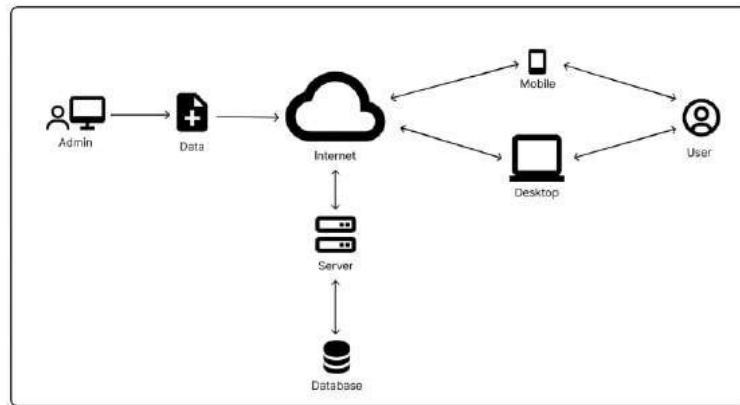 Admin
Data
Internet
Mobile
Desktop
User
Server
Database